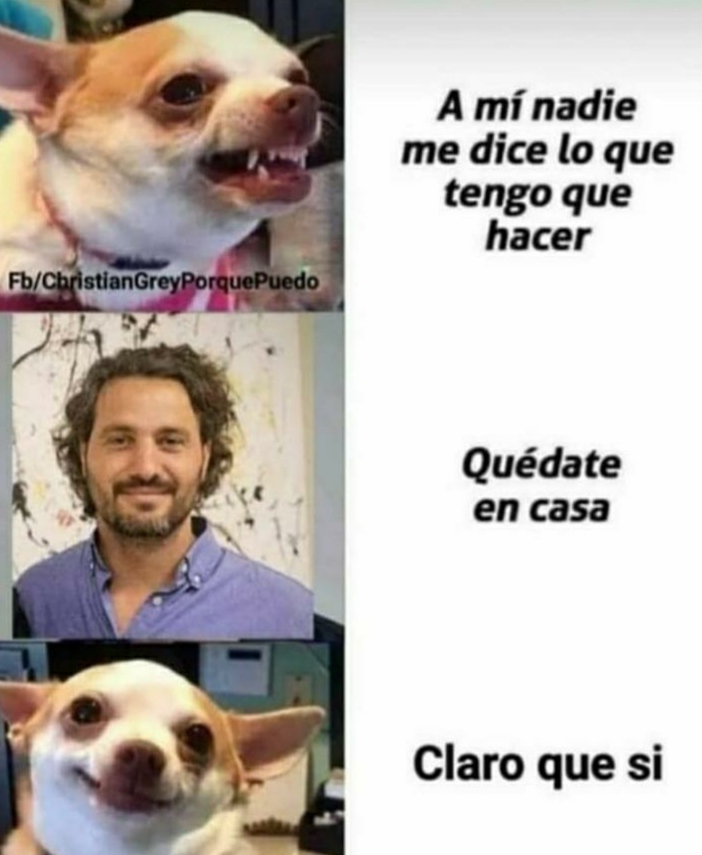 A mí nadie
me dice lo que
tengo que
hacer
Fb/ChristianGreyPorquePuedo
Quédate
en casa
Claro que si